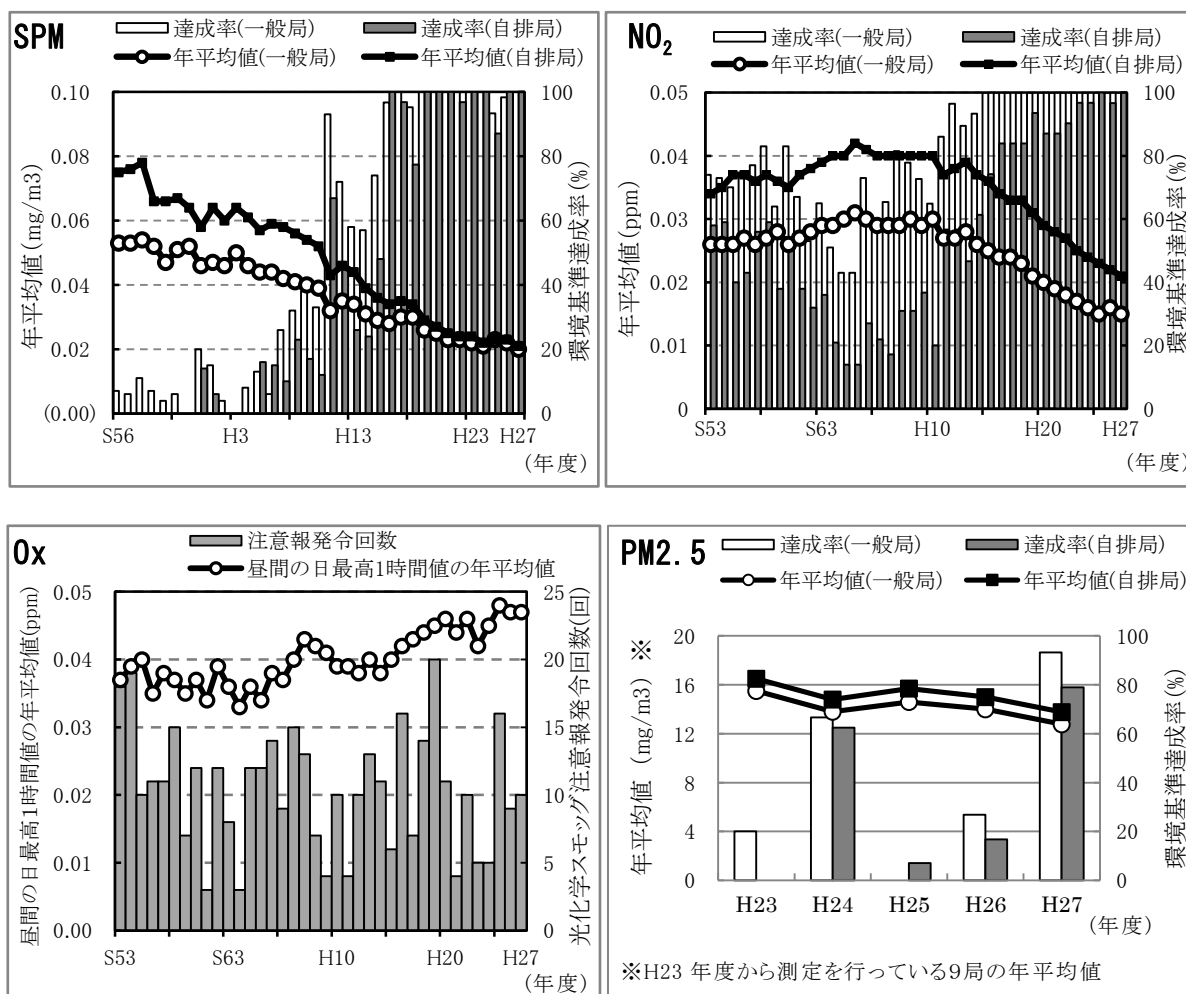 SPM
達成率(一般局) 達成率(自排局)
年平均値(一般局) 年平均値(自排局)
年平均値 (mg/m3)
0.10
0.08
0.06
0.04
0.02
(0.00)
100
80
60
40
20
0
環境基準達成率(%)
S56 H3 H13 H23 H27
(年度)
NO2
達成率(一般局) 達成率(自排局)
年平均値(一般局) 年平均値(自排局)
年平均値(ppm)
0.05
0.04
0.03
0.02
0.01
0
100
80
60
40
20
0
環境基準達成率(%)
S53 S63 H10 H20 H27
(年度)
Ox
注意報発令回数
昼間の日最高1時間値の年平均値
昼間の日最高1時間値の年平均値(ppm)
0.05
0.04
0.03
0.02
0.01
0.00
25
20
15
10
5
0
光化学スモッグ注意報発令回数(回)
S53 S63 H10 H20 H27
(年度)
PM2.5
達成率(一般局) 達成率(自排局)
年平均値(一般局) 年平均値(自排局)
年平均値 (mg/m3) ※
20
16
12
8
4
0
100
80
60
40
20
0
環境基準達成率(%)
H23 H24 H25 H26 H27
(年度)
※H23 年度から測定を行っている9局の年平均値